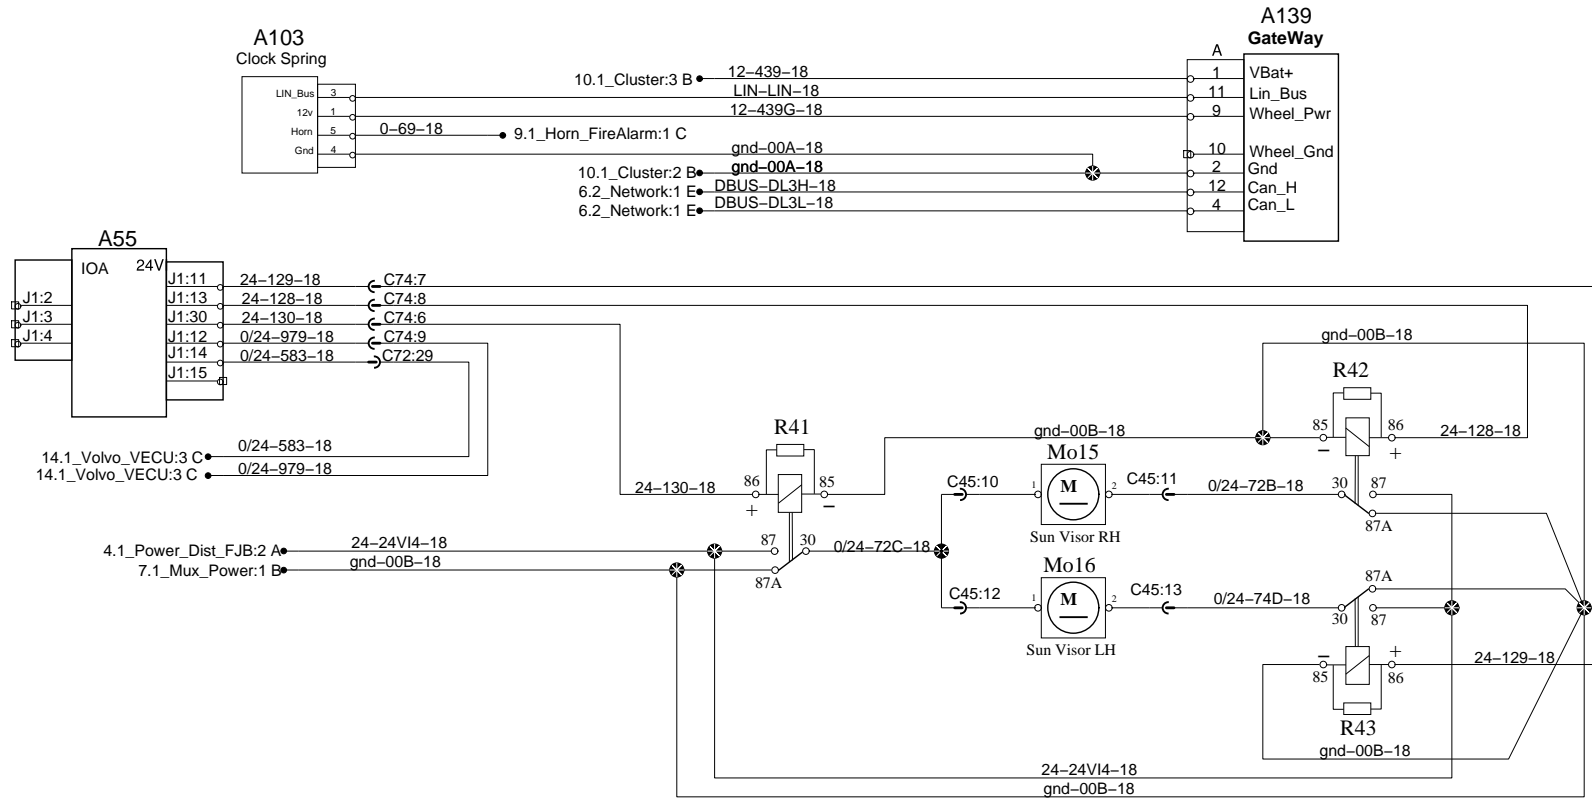 A139
GateWay
A103
Clock Spring
A
10.1_Cluster:3 B
12–439–18
1
VBat+
LIN_Bus
3
LIN–LIN–18
11
Lin_Bus
12v
1
12–439G–18
9
Wheel_Pwr
Horn
5
0–69–18
9.1_Horn_FireAlarm:1 C
Gnd
4
gnd–00A–18
10
Wheel_Gnd
10.1_Cluster:2 B
gnd–00A–18
2
Gnd
6.2_Network:1 E
DBUS–DL3H–18
12
Can_H
6.2_Network:1 E
DBUS–DL3L–18
4
Can_L
A55
IOA
24V
J1:11
24–129–18
C74:7
J1:2
J1:13
24–128–18
C74:8
J1:3
J1:30
24–130–18
C74:6
J1:4
J1:12
0/24–979–18
C74:9
J1:14
0/24–583–18
C72:29
J1:15
gnd–00B–18
R42
85
86
24–128–18
–
+
14.1_Volvo_VECU:3 C
0/24–583–18
14.1_Volvo_VECU:3 C
0/24–979–18
R41
gnd–00B–18
Mo15
24–130–18
86
85
+
–
C45:10
1
M
2
C45:11
0/24–72B–18
30
87
87A
Sun Visor RH
4.1_Power_Dist_FJB:2 A
24–24VI4–18
87
30
0/24–72C–18
7.1_Mux_Power:1 B
gnd–00B–18
87A
Mo16
C45:12
1
M
2
C45:13
0/24–74D–18
87A
30
87
Sun Visor LH
–
+
85
86
24–129–18
R43
gnd–00B–18
24–24VI4–18
gnd–00B–18